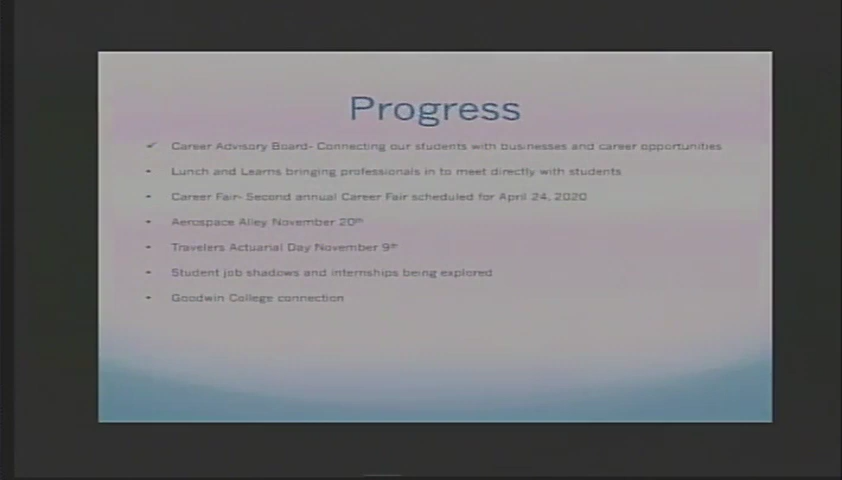 Progress
✓ Career Advisory Board- Connecting our students with businesses and career opportunities
• Lunch and Learns bringing professionals in to meet directly with students
• Career Fair- Second annual Career Fair scheduled for April 24, 2020
• Aerospace Alley November 20th
• Travelers Actuarial Day November 9th
• Student job shadows and internships being explored
• Goodwin College connection